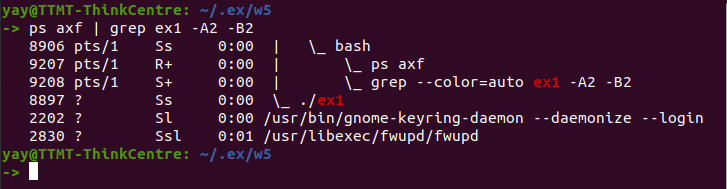 yay@TTMT-ThinkCentre: ~/.ex/w5
-> ps axf | grep ex1 -A2 -B2
   8906 pts/1    Ss     0:00  |   \_ bash
   9207 pts/1    R+     0:00  |       \_ ps axf
   9208 pts/1    S+     0:00  |       \_ grep --color=auto ex1 -A2 -B2
   8897 ?        Ss     0:00  \_ ./ex1
   2202 ?        Sl     0:00 /usr/bin/gnome-keyring-daemon --daemonize --login
   2830 ?        Ssl    0:01 /usr/libexec/fwupd/fwupd
yay@TTMT-ThinkCentre: ~/.ex/w5
->